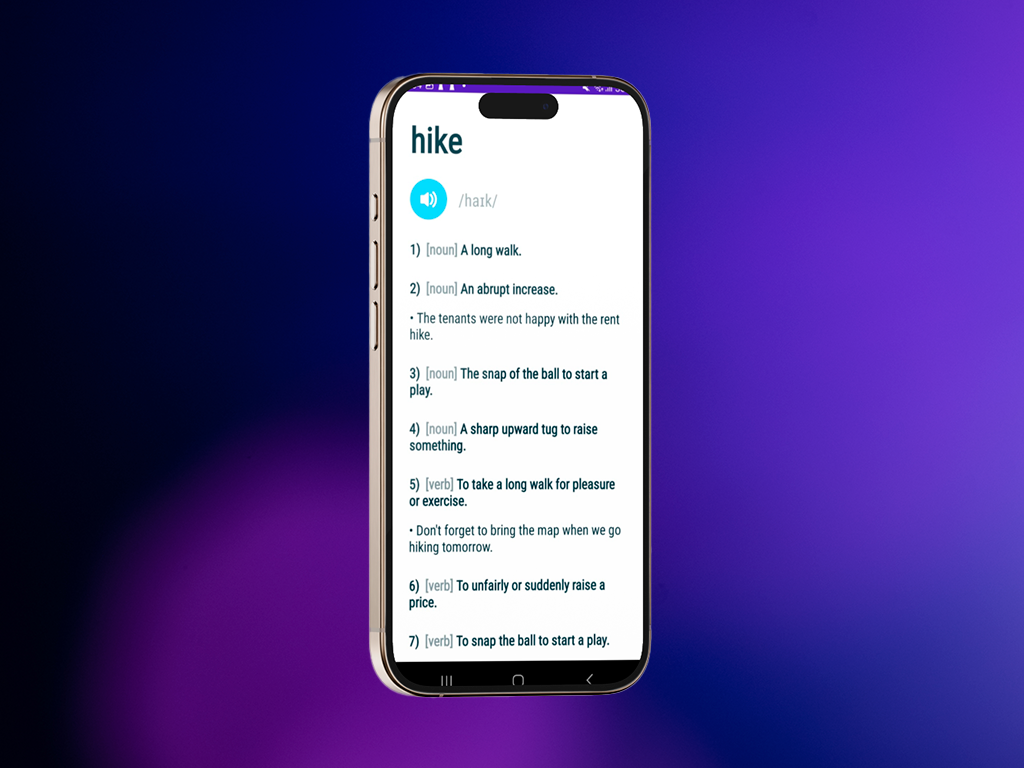 hike
/haɪk/
1) [noun] A long walk.
2) [noun] An abrupt increase.
• The tenants were not happy with the rent
hike.
3) [noun] The snap of the ball to start a
play.
4) [noun] A sharp upward tug to raise
something.
5) [verb] To take a long walk for pleasure
or exercise.
• Don't forget to bring the map when we go
hiking tomorrow.
6) [verb] To unfairly or suddenly raise a
price.
7) [verb] To snap the ball to start a play.